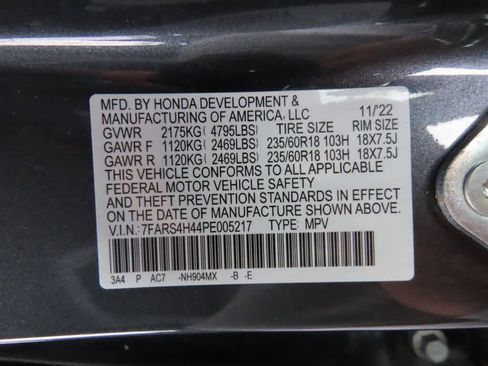 MFD. BY HONDA DEVELOPMENT &
MANUFACTURING OF AMERICA, LLC 11/'22
GVWR 2175KG( 4795LBS) TIRE SIZE RIM SIZE
GAWR F 1120KG( 2469LBS) 235/60R18 103H 18X7.5J
GAWR R 1120KG( 2469LBS) 235/60R18 103H 18X7.5J
THIS VEHICLE CONFORMS TO ALL APPLICABLE
FEDERAL MOTOR VEHICLE SAFETY
AND THEFT PREVENTION STANDARDS IN EFFECT
ON THE DATE OF MANUFACTURE SHOWN ABOVE.
V.I.N.: 7FARS4H44PE005217 TYPE: MPV
3A4 P AC7 -NH904MX -B -E